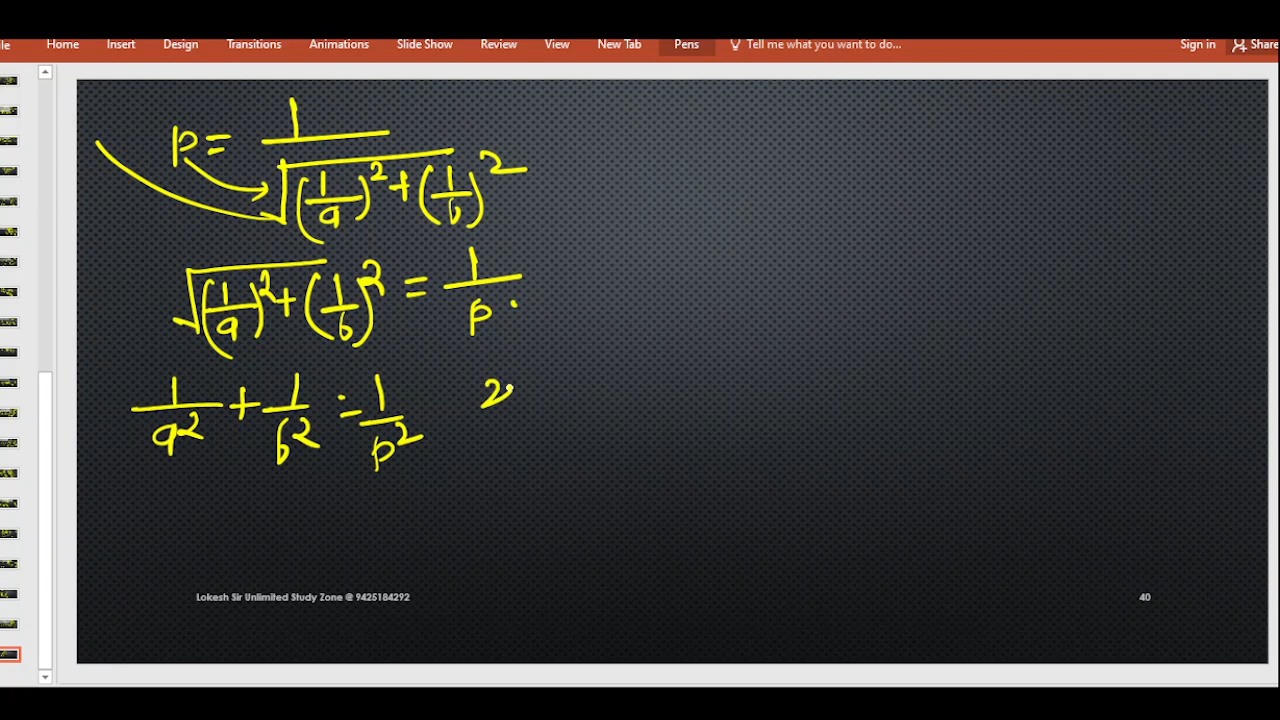 le Home Insert Design Transitions Animations Slide Show Review View New Tab Pens Tell me what you want to do... Sign in Share
p = 1/√((1/a)² + (1/b)²)
√((1/a)² + (1/b)²) = 1/p .
1/a² + 1/b² = 1/p² 2
Lokesh Sir Unlimited Study Zone @ 9425184292 40